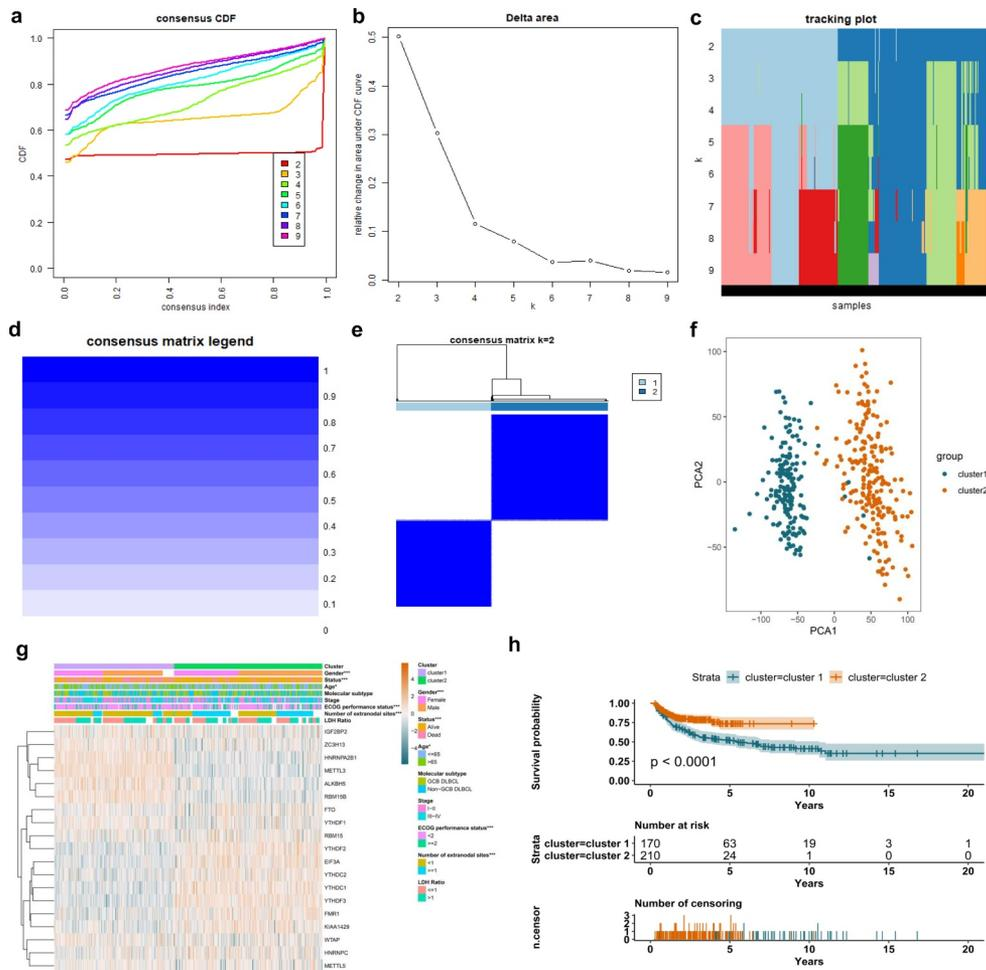 a
consensus CDF
CDF
1.0
0.8
0.6
0.4
0.2
0.0
2
3
4
5
6
7
8
9
0.0 0.2 0.4 0.6 0.8 1.0
consensus index
b
Delta area
relative change in area under CDF curve
0.5
0.4
0.3
0.2
0.1
0.0
2 3 4 5 6 7 8 9
k
c
tracking plot
k
2
3
4
5
6
7
8
9
samples
d
consensus matrix legend
1
0.9
0.8
0.7
0.6
0.5
0.4
0.3
0.2
0.1
0
e
consensus matrix k=2
1
2
f
PCA2
100
50
0
−50
−100 −50 0 50 100
PCA1
group
cluster1
cluster2
g
Cluster
Gender***
Status***
Age*
Molecular subtype
Stage
ECOG performance status***
Number of extranodal sites***
LDH Ratio
IGF2BP2
ZC3H13
HNRNPA2B1
METTL3
ALKBH5
RBM15B
FTO
YTHDF1
RBM15
YTHDF2
EIF3A
YTHDC2
YTHDC1
YTHDF3
FMR1
KIAA1429
WTAP
HNRNPC
METTL5
4
2
0
−2
−4
Cluster
cluster1
cluster2
Gender***
Female
Male
Status***
Alive
Dead
Age*
<=65
>65
Molecular subtype
GCB DLBCL
Non-GCB DLBCL
Stage
I-II
III-IV
ECOG performance status***
<2
>=2
Number of extranodal sites***
<1
>=1
LDH Ratio
<=1
>1
h
Strata cluster=cluster 1 cluster=cluster 2
Survival probability
1.00
0.75
0.50
0.25
0.00
p < 0.0001
0 5 10 15 20
Years
Number at risk
Strata
cluster=cluster 1 170 63 19 3 1
cluster=cluster 2 210 24 1 0 0
0 5 10 15 20
Years
Number of censoring
n.censor
3
2
1
0
0 5 10 15 20
Years